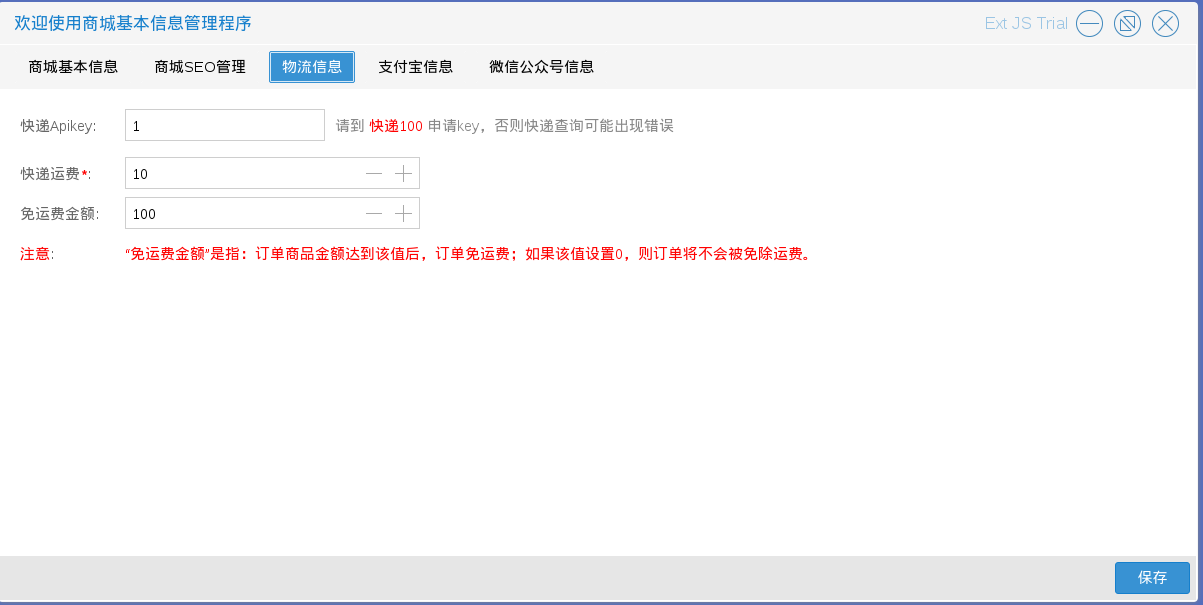 欢迎使用商城基本信息管理程序 Ext JS Trial
商城基本信息 商城SEO管理 物流信息 支付宝信息 微信公众号信息
快递Apikey: 1 请到 快递100 申请key，否则快递查询可能出现错误
快递运费*: 10
免运费金额: 100
注意: “免运费金额”是指：订单商品金额达到该值后，订单免运费；如果该值设置0，则订单将不会被免除运费。
保存